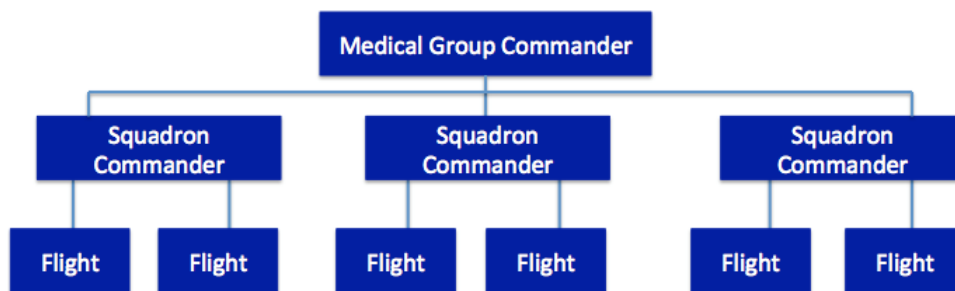 Medical Group Commander
Squadron
Commander
Squadron
Commander
Squadron
Commander
Flight
Flight
Flight
Flight
Flight
Flight